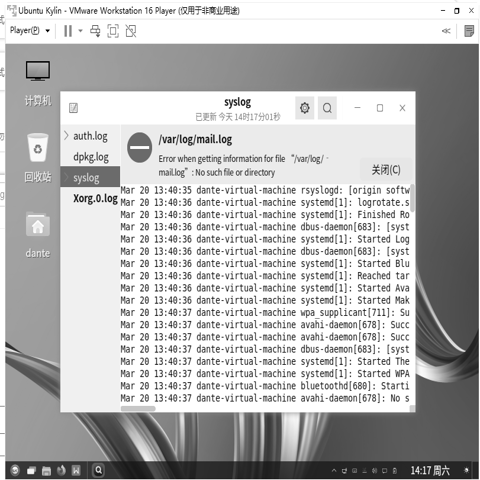 Ubuntu Kylin - VMware Workstation 16 Player (仅用于非商业用途)
Player(P)
计算机
回收站
dante
syslog
已更新 今天 14时17分01秒
auth.log
dpkg.log
syslog
Xorg.0.log
/var/log/mail.log
Error when getting information for file “/var/log/-
mail.log”: No such file or directory
关闭(C)
Mar 20 13:40:35 dante-virtual-machine rsyslogd: [origin softw
Mar 20 13:40:36 dante-virtual-machine systemd[1]: logrotate.s
Mar 20 13:40:36 dante-virtual-machine systemd[1]: Finished Ro
Mar 20 13:40:36 dante-virtual-machine dbus-daemon[683]: [syst
Mar 20 13:40:36 dante-virtual-machine systemd[1]: Started Log
Mar 20 13:40:36 dante-virtual-machine dbus-daemon[683]: [syst
Mar 20 13:40:36 dante-virtual-machine systemd[1]: Started Blu
Mar 20 13:40:36 dante-virtual-machine systemd[1]: Reached tar
Mar 20 13:40:36 dante-virtual-machine systemd[1]: Started Ava
Mar 20 13:40:36 dante-virtual-machine systemd[1]: Started Mak
Mar 20 13:40:37 dante-virtual-machine wpa_supplicant[711]: Su
Mar 20 13:40:37 dante-virtual-machine avahi-daemon[678]: Succ
Mar 20 13:40:37 dante-virtual-machine avahi-daemon[678]: Succ
Mar 20 13:40:37 dante-virtual-machine dbus-daemon[683]: [syst
Mar 20 13:40:37 dante-virtual-machine systemd[1]: Started The
Mar 20 13:40:37 dante-virtual-machine systemd[1]: Started WPA
Mar 20 13:40:37 dante-virtual-machine bluetoothd[680]: Starti
Mar 20 13:40:37 dante-virtual-machine avahi-daemon[678]: No s
14:17 周六